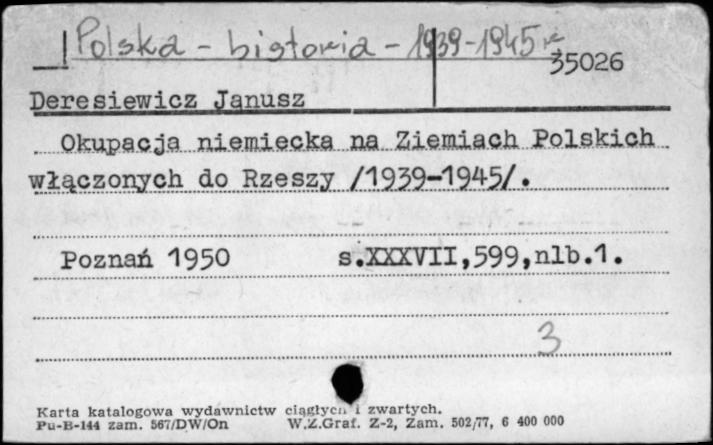 Polska - historia - 1939-1945 r.
35026
Deresiewicz Janusz
Okupacja niemiecka na Ziemiach Polskich
włączonych do Rzeszy /1939-1945/.
Poznań 1950 s.XXXVII,599,nlb.1.
3
Karta katalogowa wydawnictw ciągłych i zwartych.
Pu-B-144 zam. 567/DW/On W.Z.Graf. Z-2, Zam. 502/77, 6 400 000